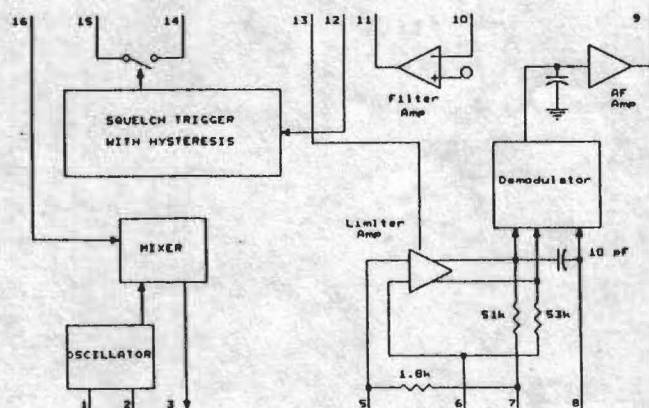 16 15 14 13 12 11 10 9
Filter
Amp
AF
Amp
SQUELCH TRIGGER
WITH HYSTERESIS
Demodulator
Limiter
Amp
MIXER
10 pF
51k 53k
OSCILLATOR
1.8k
1 2 3 5 6 7 8